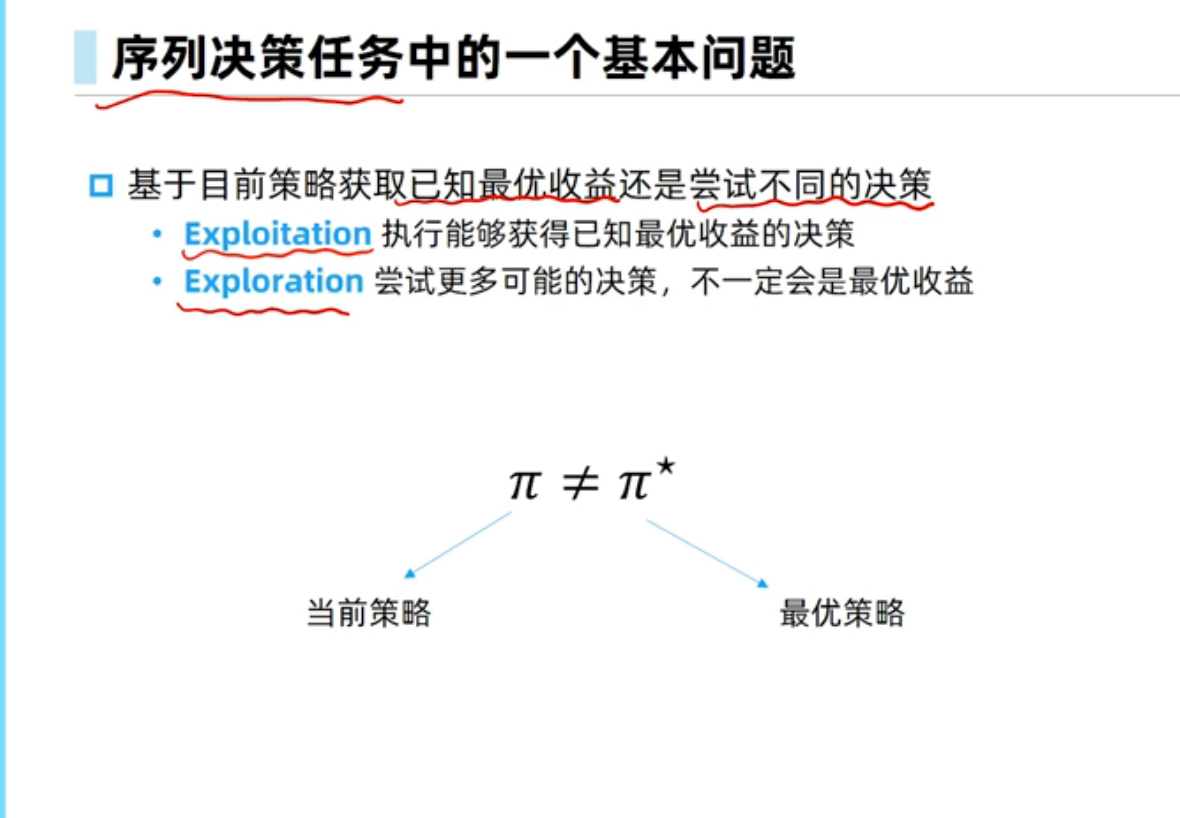 序列决策任务中的一个基本问题
基于目前策略获取已知最优收益还是尝试不同的决策
• Exploitation 执行能够获得已知最优收益的决策
• Exploration 尝试更多可能的决策，不一定会是最优收益
π ≠ π*
当前策略
最优策略